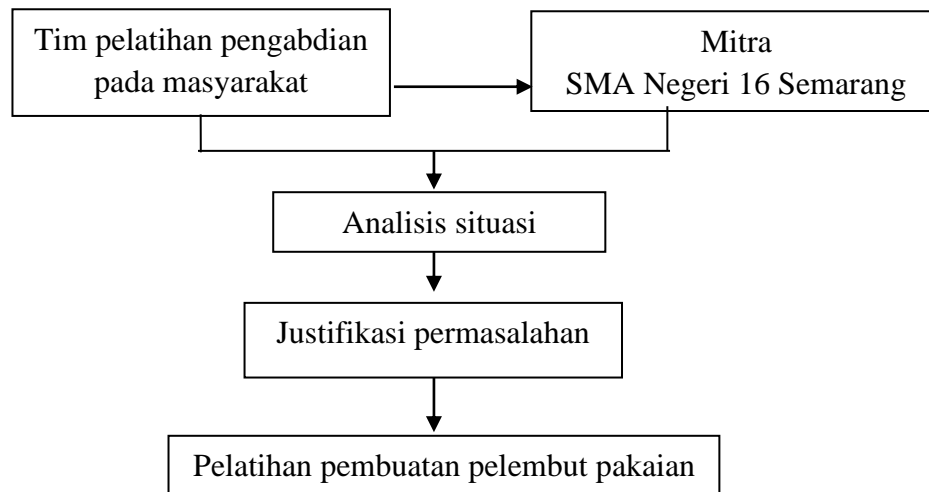 Tim pelatihan pengabdian
pada masyarakat
Mitra
SMA Negeri 16 Semarang
Analisis situasi
Justifikasi permasalahan
Pelatihan pembuatan pelembut pakaian